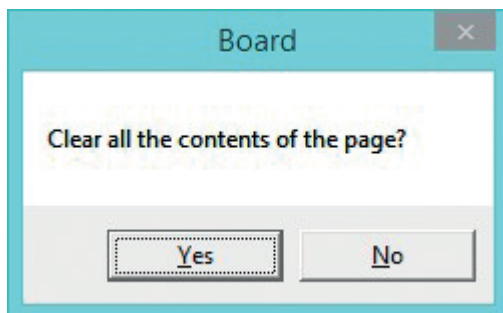 Board
Clear all the contents of the page?
Yes
No